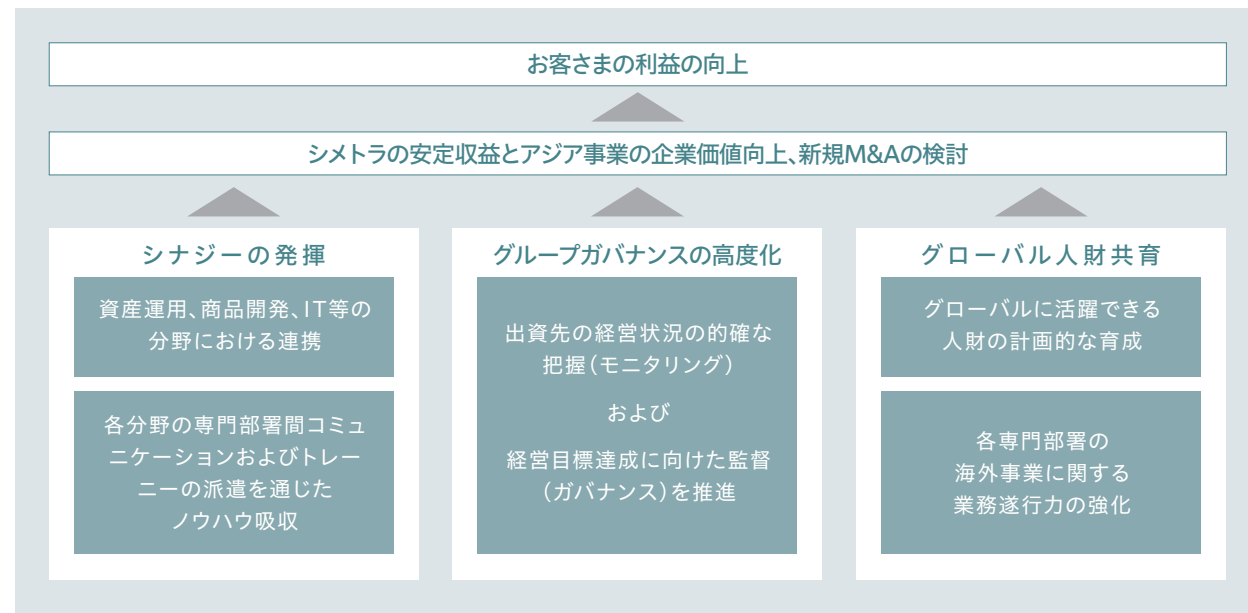 お客さまの利益の向上
シメトラの安定収益とアジア事業の企業価値向上、新規M&Aの検討
シナジーの発揮
資産運用、商品開発、IT等の
分野における連携
各分野の専門部署間コミュ
ニケーションおよびトレー
ニーの派遣を通じた
ノウハウ吸収
グループガバナンスの高度化
出資先の経営状況の的確な
把握（モニタリング）
および
経営目標達成に向けた監督
（ガバナンス）を推進
グローバル人財共育
グローバルに活躍できる
人財の計画的な育成
各専門部署の
海外事業に関する
業務遂行力の強化